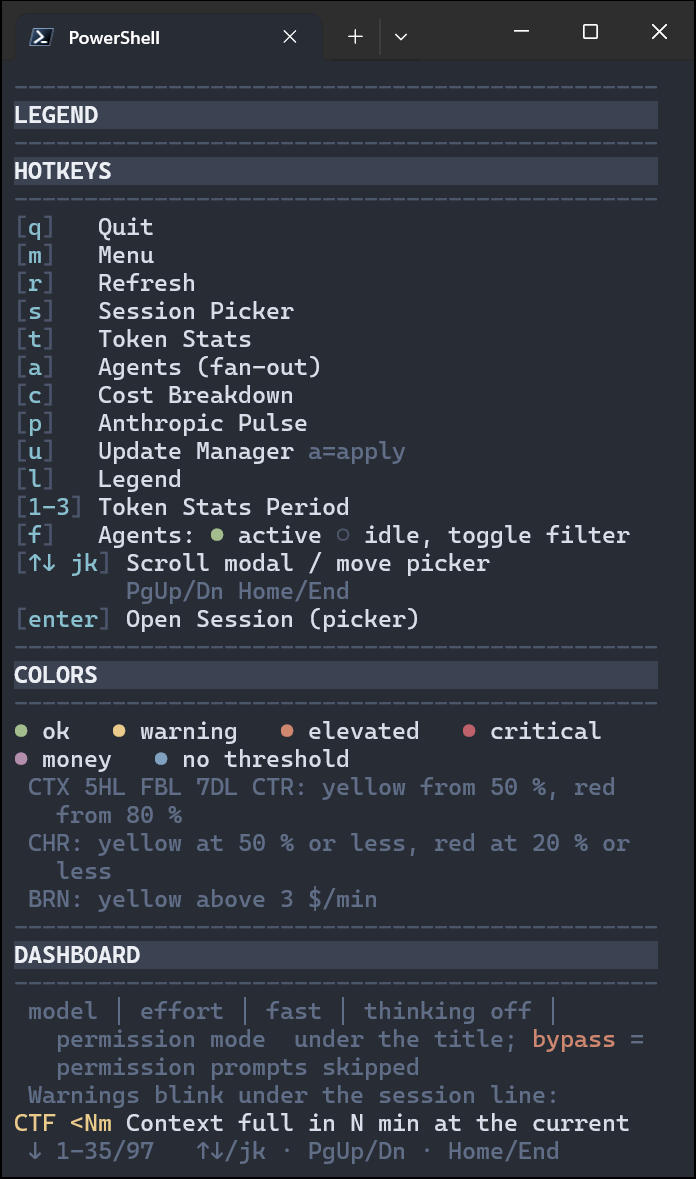 PowerShell
LEGEND
HOTKEYS
[q] Quit
[m] Menu
[r] Refresh
[s] Session Picker
[t] Token Stats
[a] Agents (fan-out)
[c] Cost Breakdown
[p] Anthropic Pulse
[u] Update Manager a=apply
[l] Legend
[1-3] Token Stats Period
[f] Agents: ● active ○ idle, toggle filter
[↑↓ jk] Scroll modal / move picker
PgUp/Dn Home/End
[enter] Open Session (picker)
COLORS
● ok ● warning ● elevated ● critical
● money ● no threshold
CTX 5HL FBL 7DL CTR: yellow from 50 %, red
from 80 %
CHR: yellow at 50 % or less, red at 20 % or
less
BRN: yellow above 3 $/min
DASHBOARD
model │ effort │ fast │ thinking off │
permission mode under the title; bypass =
permission prompts skipped
Warnings blink under the session line:
CTF <Nm Context full in N min at the current
↓ 1-35/97 ↑↓/jk · PgUp/Dn · Home/End